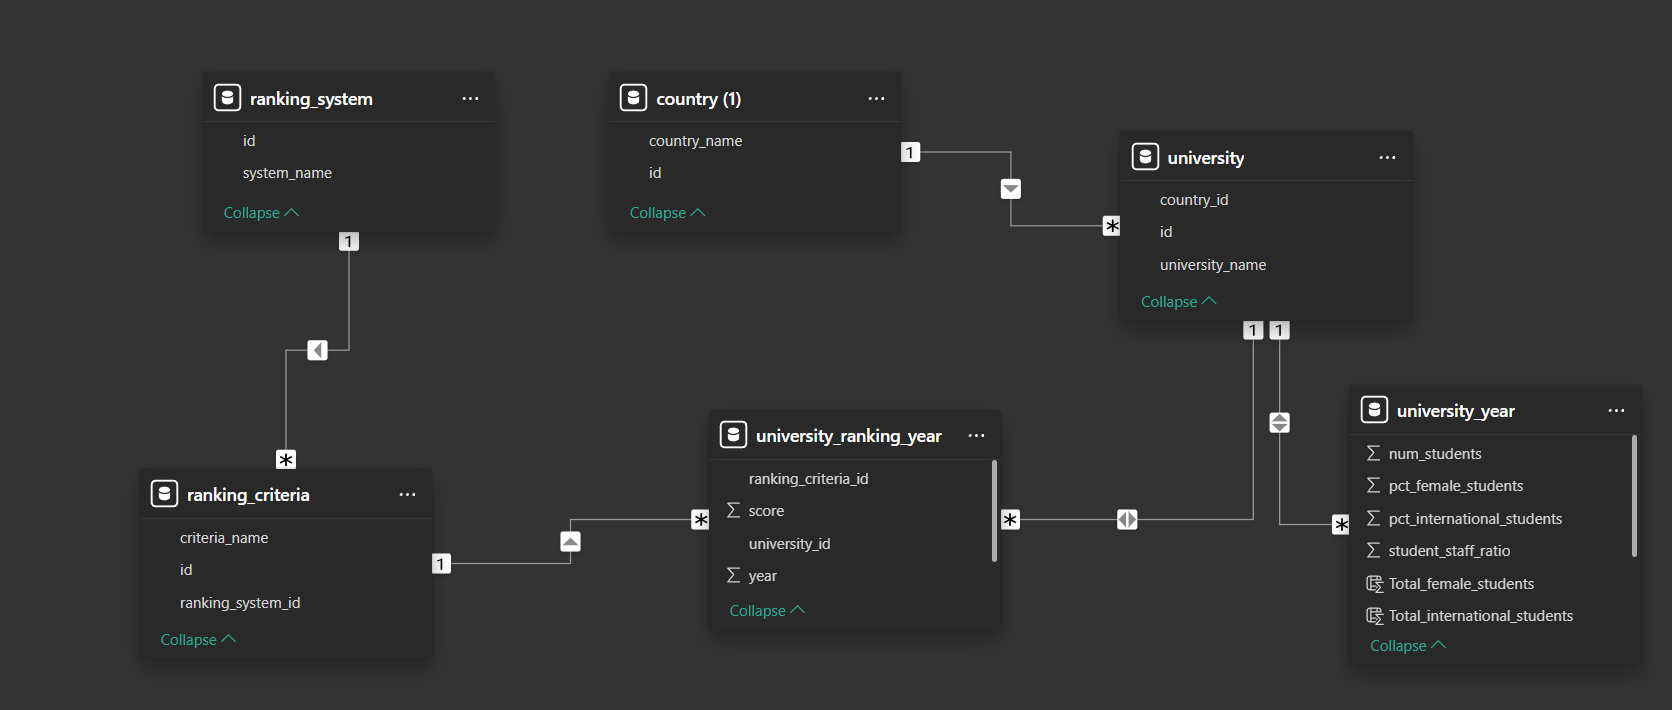 ranking_system
id
system_name
Collapse
1
country (1)
country_name
id
Collapse
1
*
university
country_id
id
university_name
Collapse
1
1
*
ranking_criteria
criteria_name
id
ranking_system_id
Collapse
1
*
university_ranking_year
ranking_criteria_id
∑ score
university_id
∑ year
Collapse
*
*
university_year
∑ num_students
∑ pct_female_students
∑ pct_international_students
∑ student_staff_ratio
Total_female_students
Total_international_students
Collapse